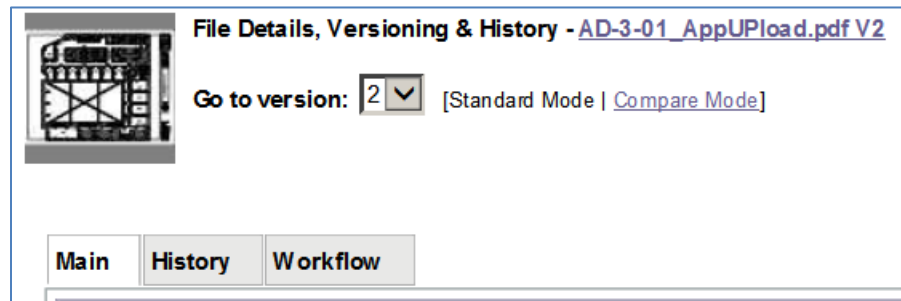 File Details, Versioning & History - AD-3-01_AppUPload.pdf V2
Go to version: 2 [Standard Mode | Compare Mode]
Main History Workflow